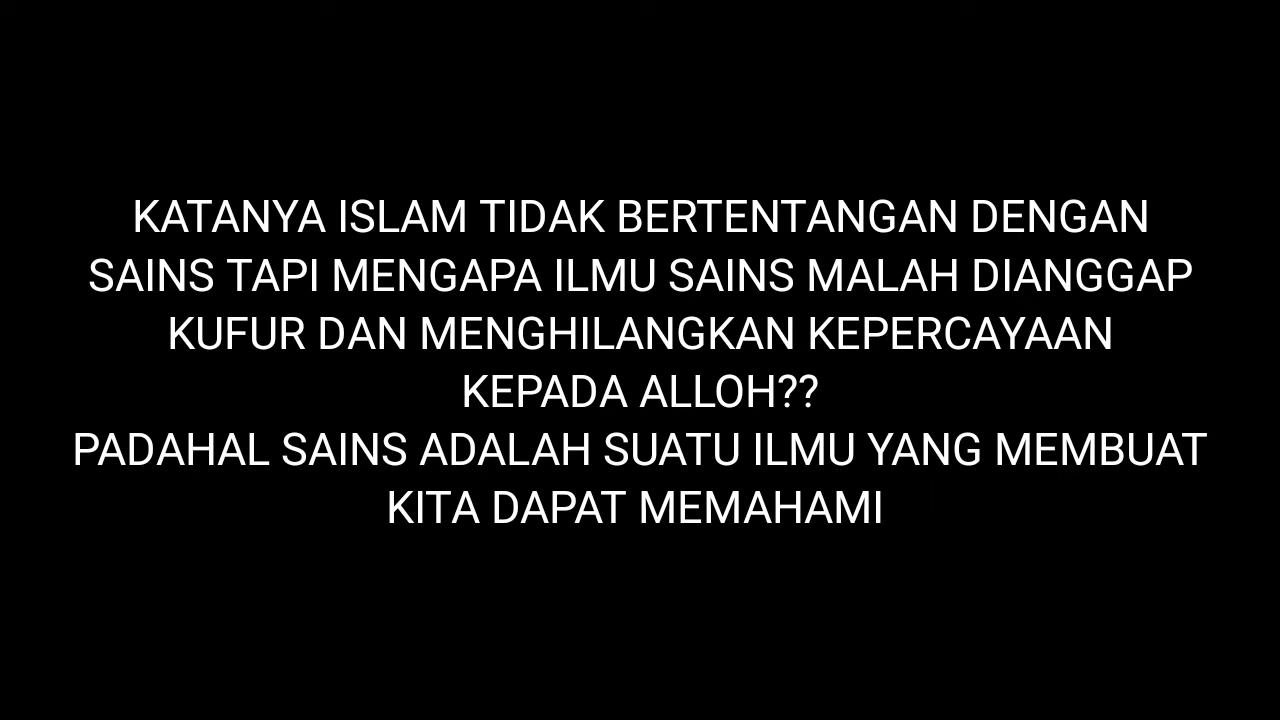 KATANYA ISLAM TIDAK BERTENTANGAN DENGAN
SAINS TAPI MENGAPA ILMU SAINS MALAH DIANGGAP
KUFUR DAN MENGHILANGKAN KEPERCAYAAN
KEPADA ALLOH??
PADAHAL SAINS ADALAH SUATU ILMU YANG MEMBUAT
KITA DAPAT MEMAHAMI